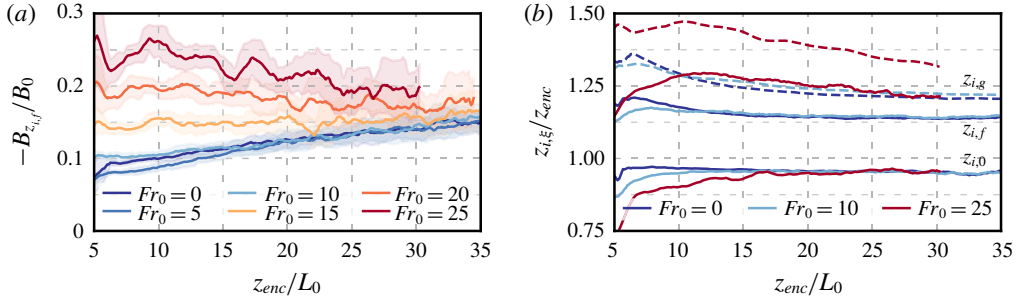 (a)
0.3
0.2
0.1
0
−B_{z_{i,f}}/B_0
Fr_0 = 0
Fr_0 = 10
Fr_0 = 20
Fr_0 = 5
Fr_0 = 15
Fr_0 = 25
5 10 15 20 25 30 35
z_{enc}/L_0
(b)
1.50
1.25
1.00
0.75
z_{i,ξ}/z_{enc}
z_{i,g}
z_{i,f}
z_{i,0}
Fr_0 = 0
Fr_0 = 10
Fr_0 = 25
5 10 15 20 25 30 35
z_{enc}/L_0